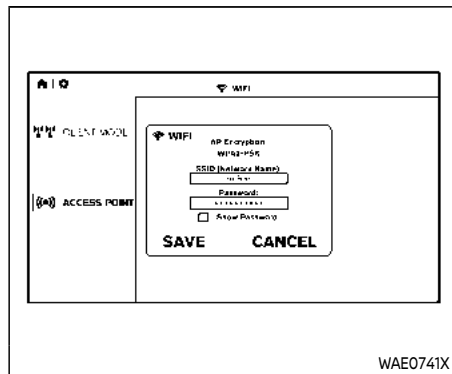 WIFI
CLIENT MODE
WIFI
AP Encryption
WPA2-PSK
SSID (Network Name)
Password:
Show Password
ACCESS POINT
SAVE CANCEL
WAE0741X